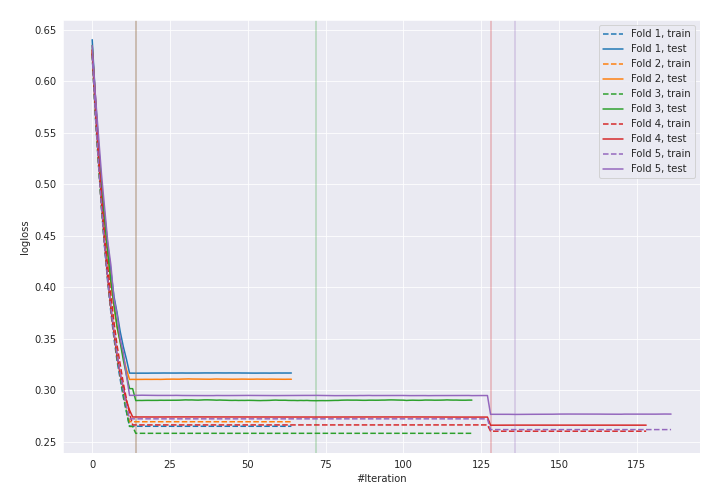 0.65
0.60
0.55
0.50
0.45
0.40
0.35
0.30
0.25
logloss
0
25
50
75
100
125
150
175
#Iteration
Fold 1, train
Fold 1, test
Fold 2, train
Fold 2, test
Fold 3, train
Fold 3, test
Fold 4, train
Fold 4, test
Fold 5, train
Fold 5, test